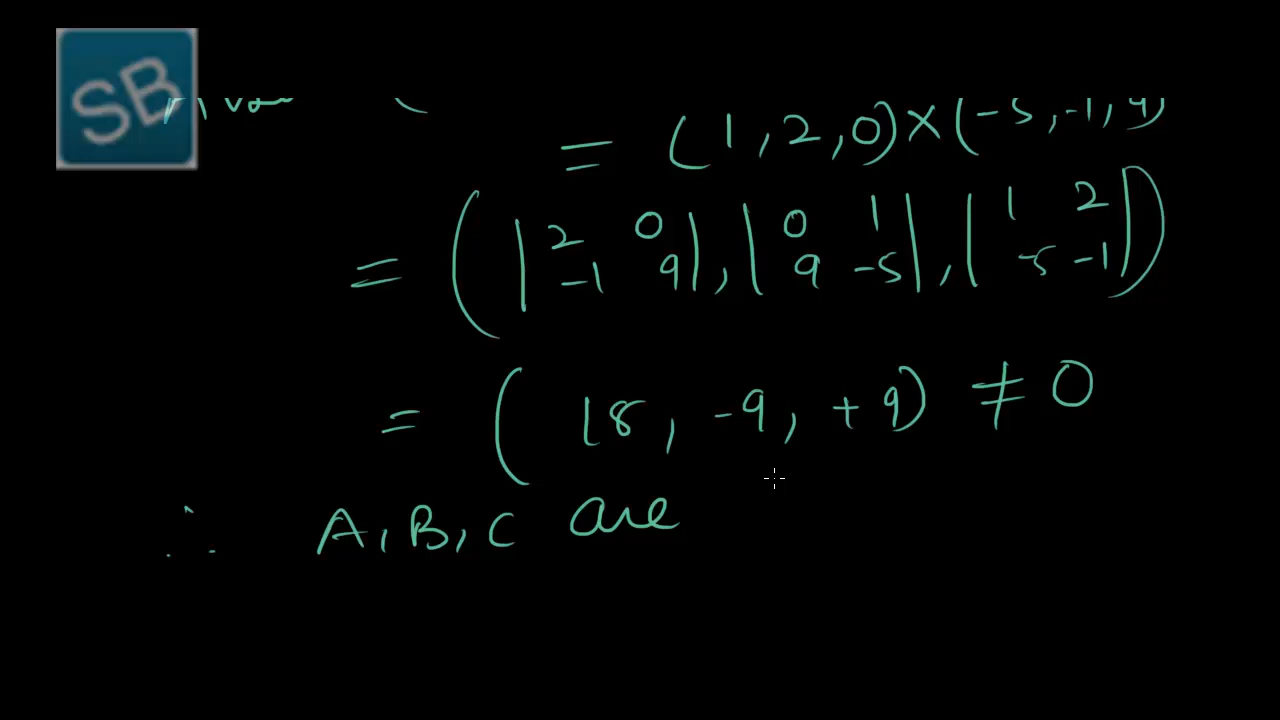 SB
= (1, 2, 0) × (-5, -1, 9)
= ( | 2 0 -1 9 | , | 0 1 9 -5 | , | 1 2 -5 -1 | )
= ( 18, -9, +9 ) ≠ 0
∴ A, B, C are